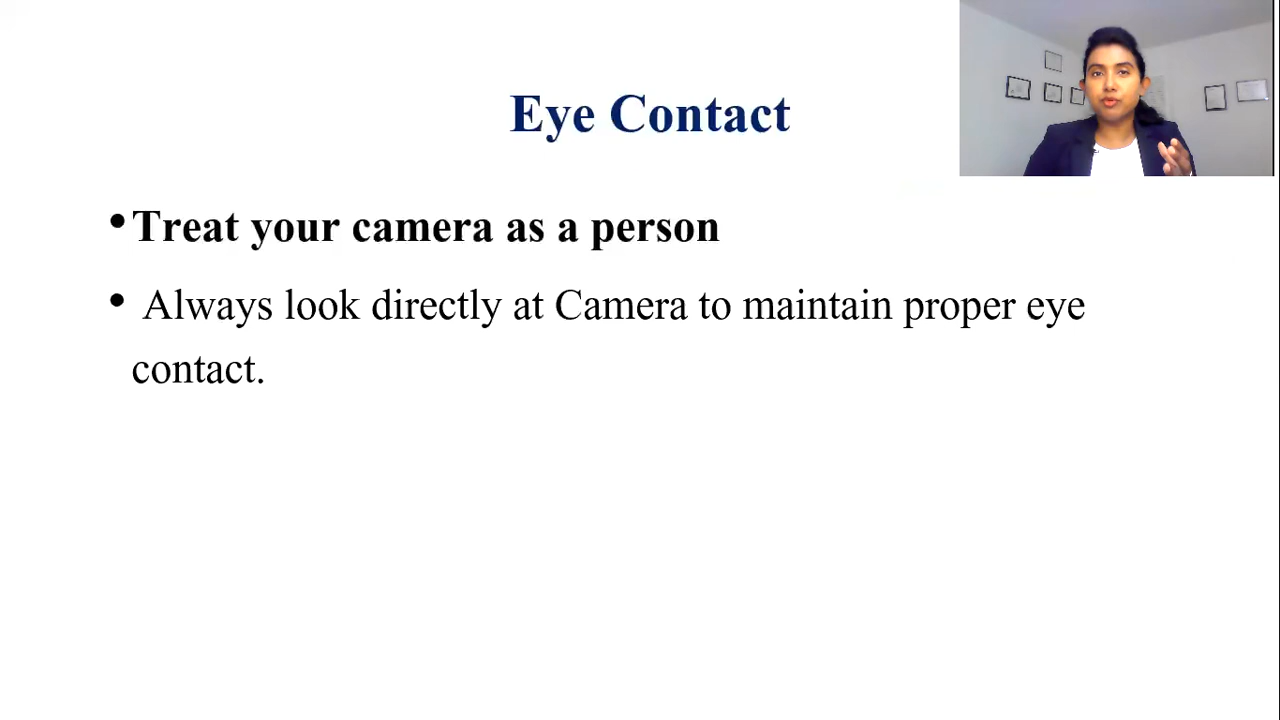 Eye Contact
•Treat your camera as a person
• Always look directly at Camera to maintain proper eye
contact.